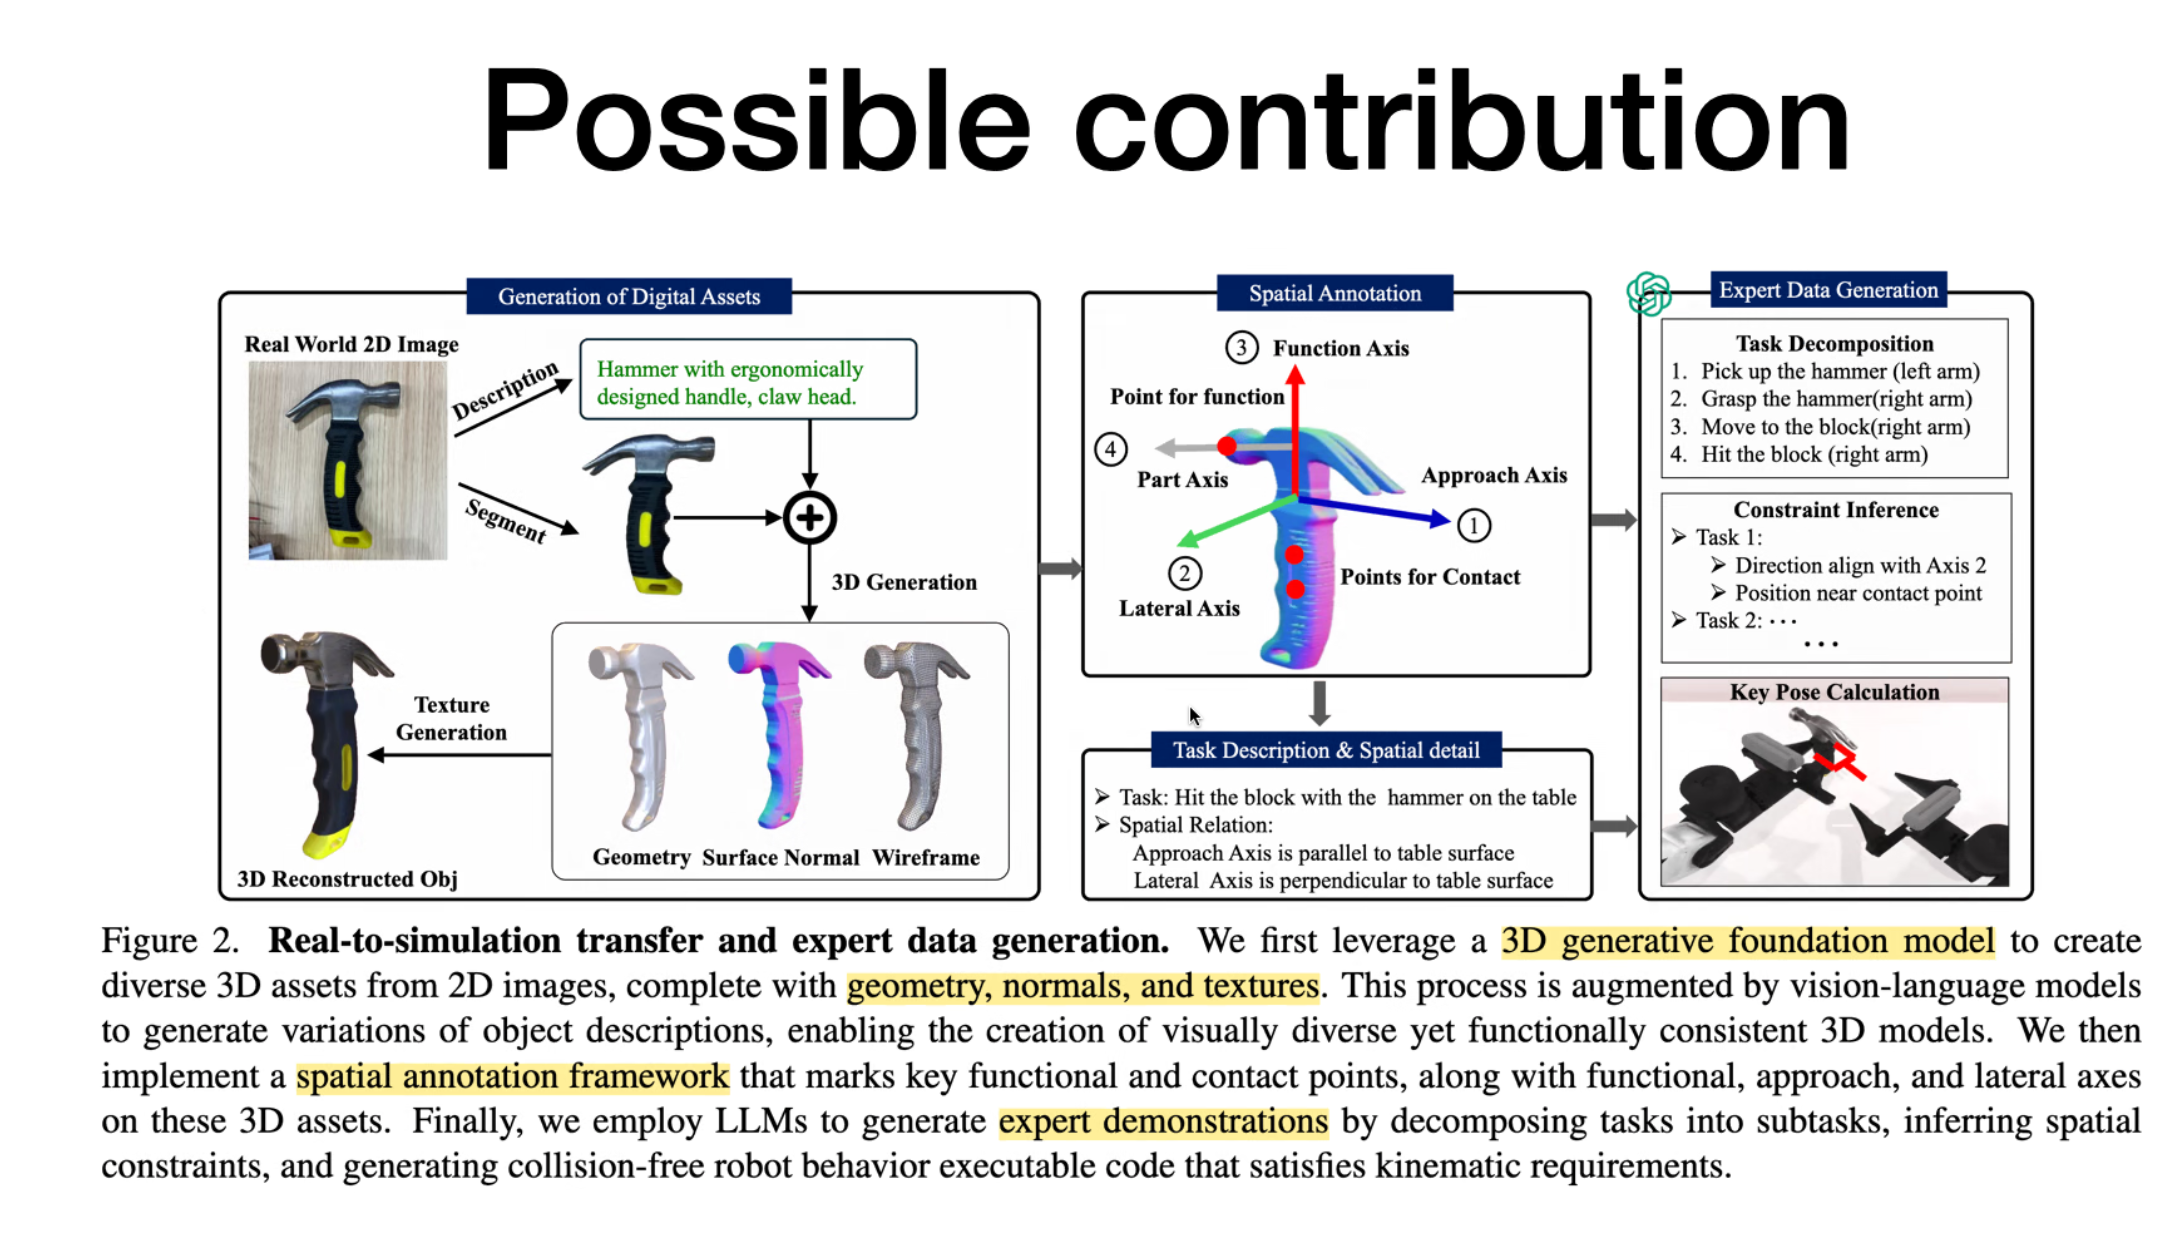 Possible contribution
Generation of Digital Assets
Real World 2D Image
Description
Hammer with ergonomically
designed handle, claw head.
Segment
3D Generation
Texture
Generation
Geometry Surface Normal Wireframe
3D Reconstructed Obj
Spatial Annotation
3 Function Axis
Point for function
4
Part Axis
Approach Axis
1
2
Lateral Axis
Points for Contact
Task Description & Spatial detail
➢ Task: Hit the block with the hammer on the table
➢ Spatial Relation:
Approach Axis is parallel to table surface
Lateral Axis is perpendicular to table surface
Expert Data Generation
Task Decomposition
1. Pick up the hammer (left arm)
2. Grasp the hammer(right arm)
3. Move to the block(right arm)
4. Hit the block (right arm)
Constraint Inference
➢ Task 1:
➢ Direction align with Axis 2
➢ Position near contact point
➢ Task 2: ···
···
Key Pose Calculation
Figure 2. Real-to-simulation transfer and expert data generation. We first leverage a 3D generative foundation model to create
diverse 3D assets from 2D images, complete with geometry, normals, and textures. This process is augmented by vision-language models
to generate variations of object descriptions, enabling the creation of visually diverse yet functionally consistent 3D models. We then
implement a spatial annotation framework that marks key functional and contact points, along with functional, approach, and lateral axes
on these 3D assets. Finally, we employ LLMs to generate expert demonstrations by decomposing tasks into subtasks, inferring spatial
constraints, and generating collision-free robot behavior executable code that satisfies kinematic requirements.